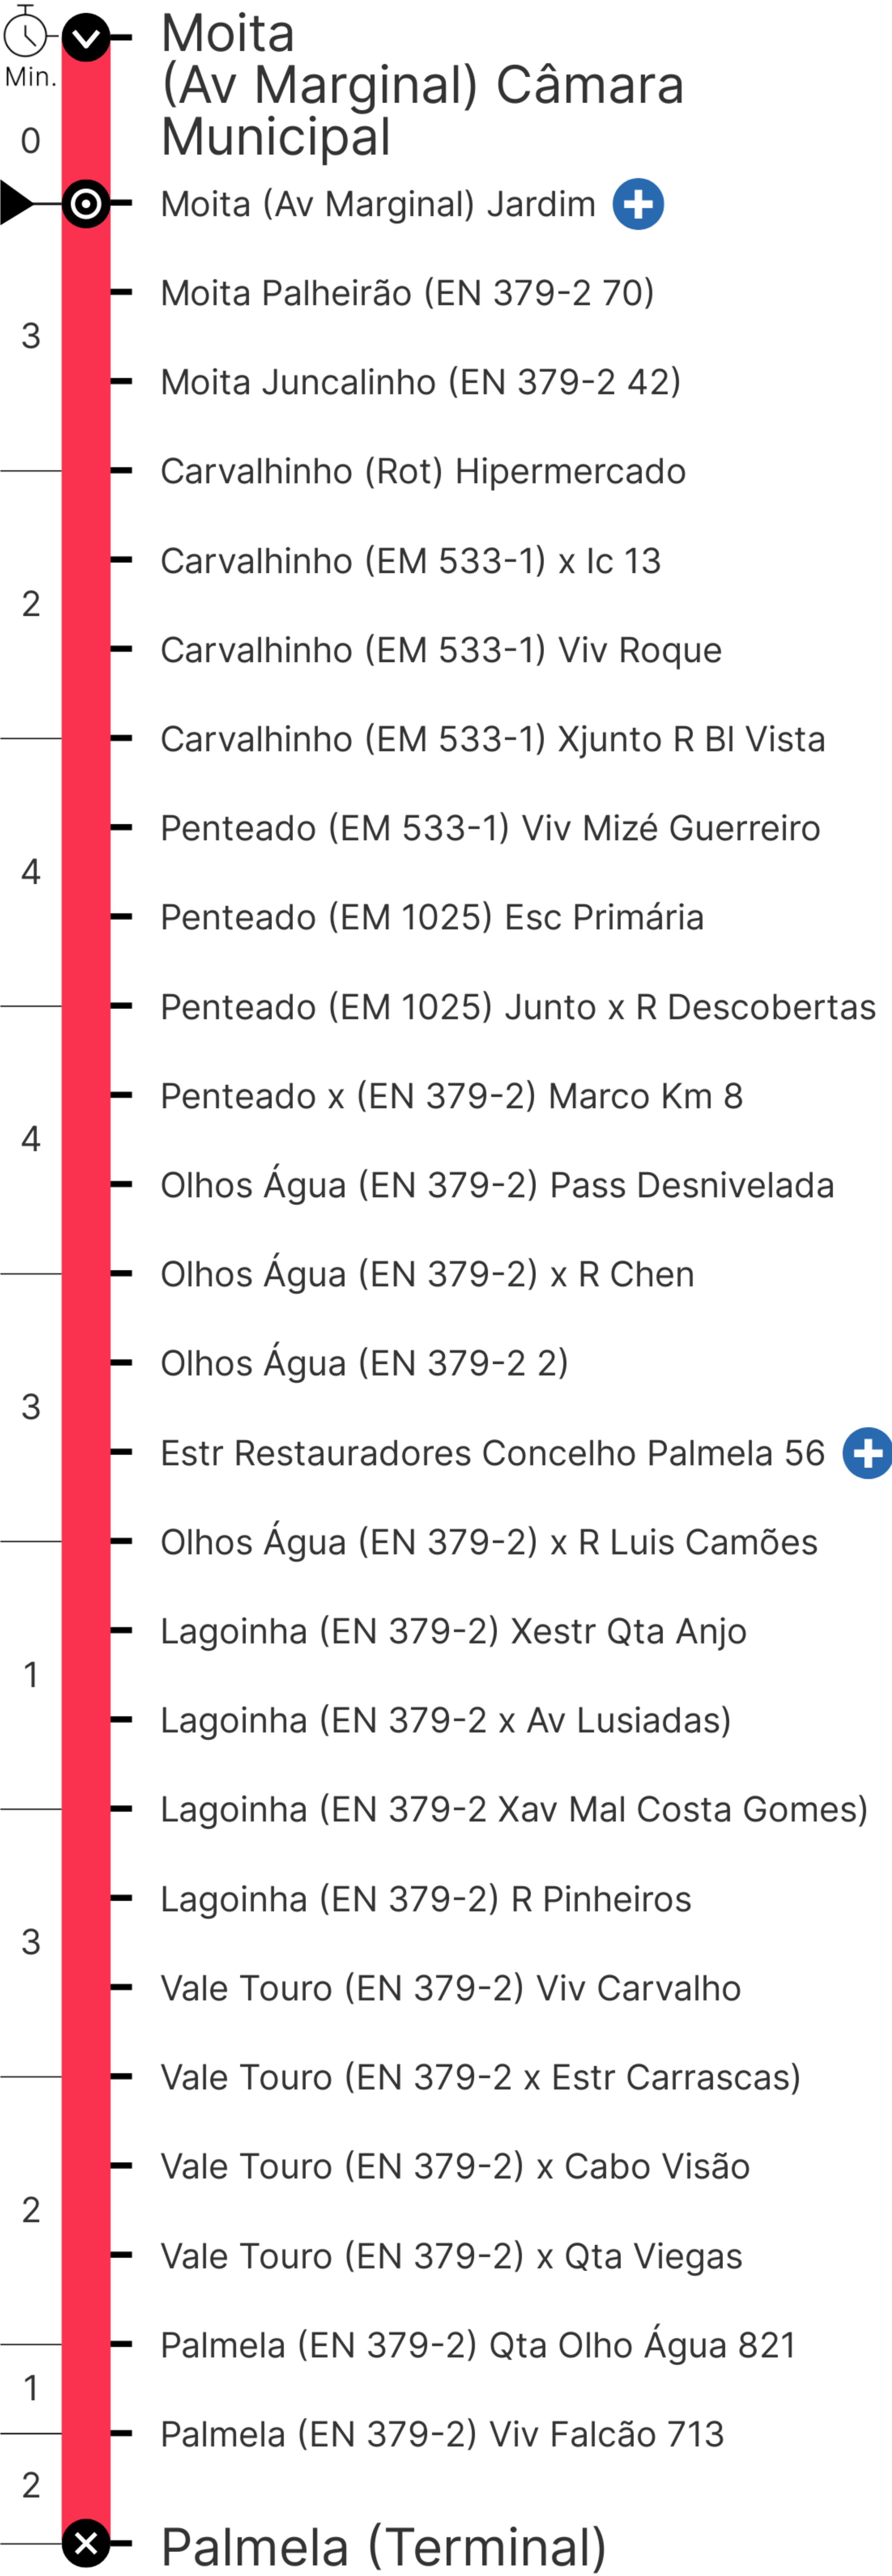 Min.
Moita
(Av Marginal) Câmara
Municipal
0
Moita (Av Marginal) Jardim
Moita Palheirão (EN 379-2 70)
3
Moita Juncalinho (EN 379-2 42)
Carvalhinho (Rot) Hipermercado
Carvalhinho (EM 533-1) x Ic 13
2
Carvalhinho (EM 533-1) Viv Roque
Carvalhinho (EM 533-1) Xjunto R Bl Vista
Penteado (EM 533-1) Viv Mizé Guerreiro
4
Penteado (EM 1025) Esc Primária
Penteado (EM 1025) Junto x R Descobertas
Penteado x (EN 379-2) Marco Km 8
4
Olhos Água (EN 379-2) Pass Desnivelada
Olhos Água (EN 379-2) x R Chen
Olhos Água (EN 379-2 2)
3
Estr Restauradores Concelho Palmela 56
Olhos Água (EN 379-2) x R Luis Camões
Lagoinha (EN 379-2) Xestr Qta Anjo
1
Lagoinha (EN 379-2 x Av Lusiadas)
Lagoinha (EN 379-2 Xav Mal Costa Gomes)
Lagoinha (EN 379-2) R Pinheiros
3
Vale Touro (EN 379-2) Viv Carvalho
Vale Touro (EN 379-2 x Estr Carrascas)
Vale Touro (EN 379-2) x Cabo Visão
2
Vale Touro (EN 379-2) x Qta Viegas
Palmela (EN 379-2) Qta Olho Água 821
1
Palmela (EN 379-2) Viv Falcão 713
2
Palmela (Terminal)